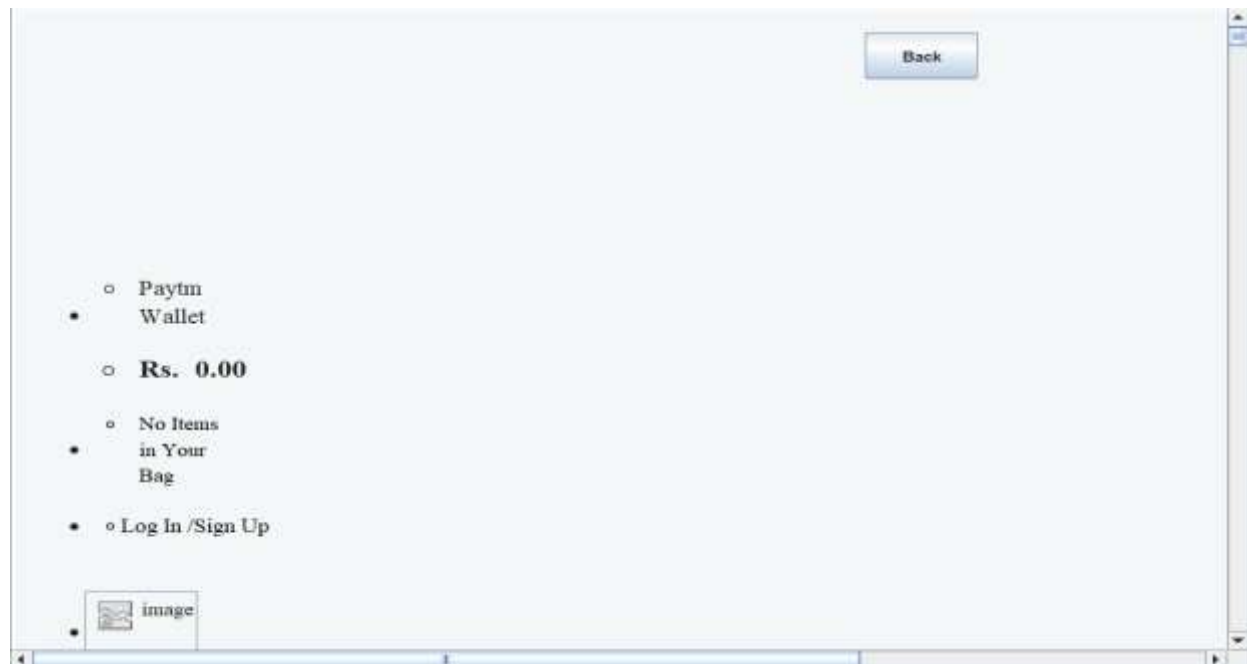 Back
Paytm
Wallet
Rs. 0.00
No Items
in Your
Bag
Log In /Sign Up
image